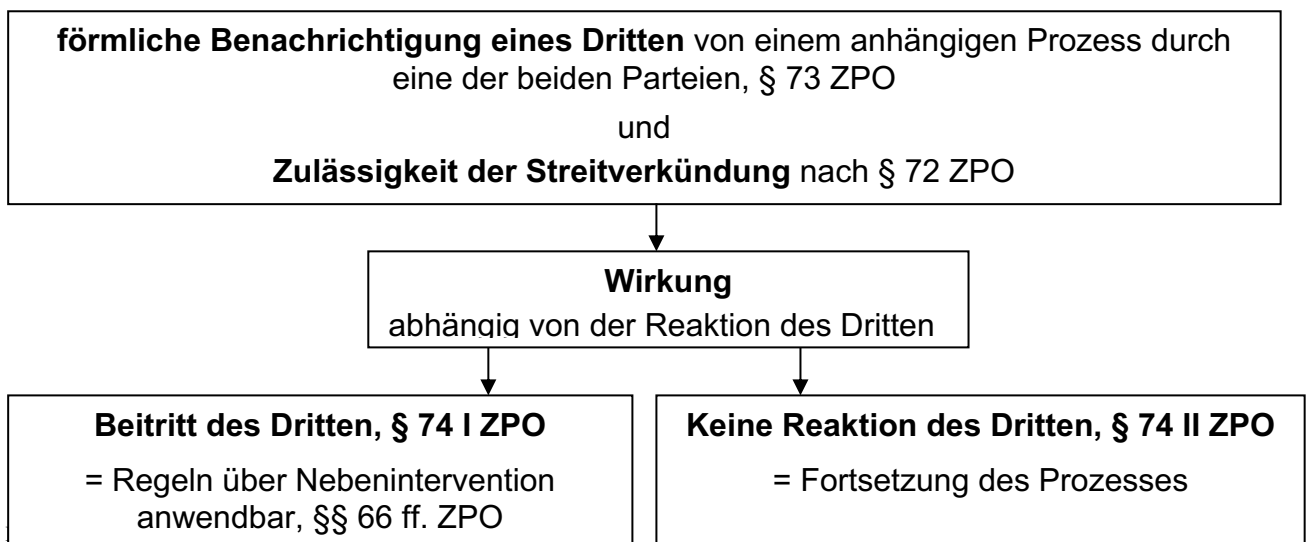 förmliche Benachrichtigung eines Dritten von einem anhängigen Prozess durch
eine der beiden Parteien, § 73 ZPO
und
Zulässigkeit der Streitverkündung nach § 72 ZPO
Wirkung
abhängig von der Reaktion des Dritten
Beitritt des Dritten, § 74 I ZPO
= Regeln über Nebenintervention
anwendbar, §§ 66 ff. ZPO
Keine Reaktion des Dritten, § 74 II ZPO
= Fortsetzung des Prozesses